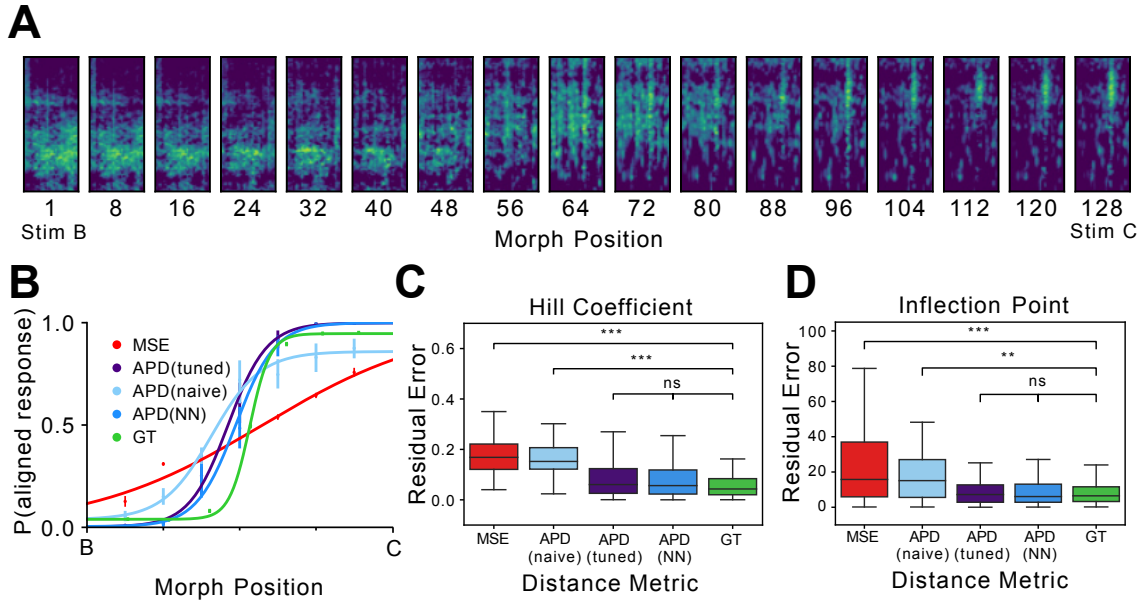 A
1 8 16 24 32 40 48 56 64 72 80 88 96 104 112 120 128
Stim B Stim C
Morph Position
B
P(aligned response)
1.0
0.5
0.0
MSE
APD(tuned)
APD(naive)
APD(NN)
GT
B C
Morph Position
C
Hill Coefficient
Residual Error
0.6
0.4
0.2
0.0
***
***
ns
MSE APD APD APD GT
(naive) (tuned) (NN)
Distance Metric
D
Inflection Point
Residual Error
100
80
60
40
20
0
***
**
ns
MSE APD APD APD GT
(naive) (tuned) (NN)
Distance Metric